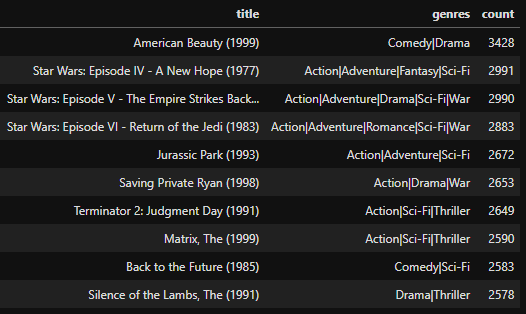 title genres count
American Beauty (1999) Comedy|Drama 3428
Star Wars: Episode IV - A New Hope (1977) Action|Adventure|Fantasy|Sci-Fi 2991
Star Wars: Episode V - The Empire Strikes Back... Action|Adventure|Drama|Sci-Fi|War 2990
Star Wars: Episode VI - Return of the Jedi (1983) Action|Adventure|Romance|Sci-Fi|War 2883
Jurassic Park (1993) Action|Adventure|Sci-Fi 2672
Saving Private Ryan (1998) Action|Drama|War 2653
Terminator 2: Judgment Day (1991) Action|Sci-Fi|Thriller 2649
Matrix, The (1999) Action|Sci-Fi|Thriller 2590
Back to the Future (1985) Comedy|Sci-Fi 2583
Silence of the Lambs, The (1991) Drama|Thriller 2578